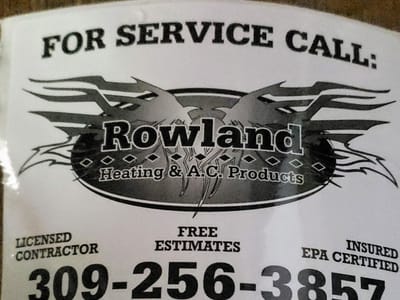 FOR SERVICE CALL:
Rowland
Heating & A.C. Products
LICENSED
CONTRACTOR
FREE
ESTIMATES
INSURED
EPA CERTIFIED
309-256-3857